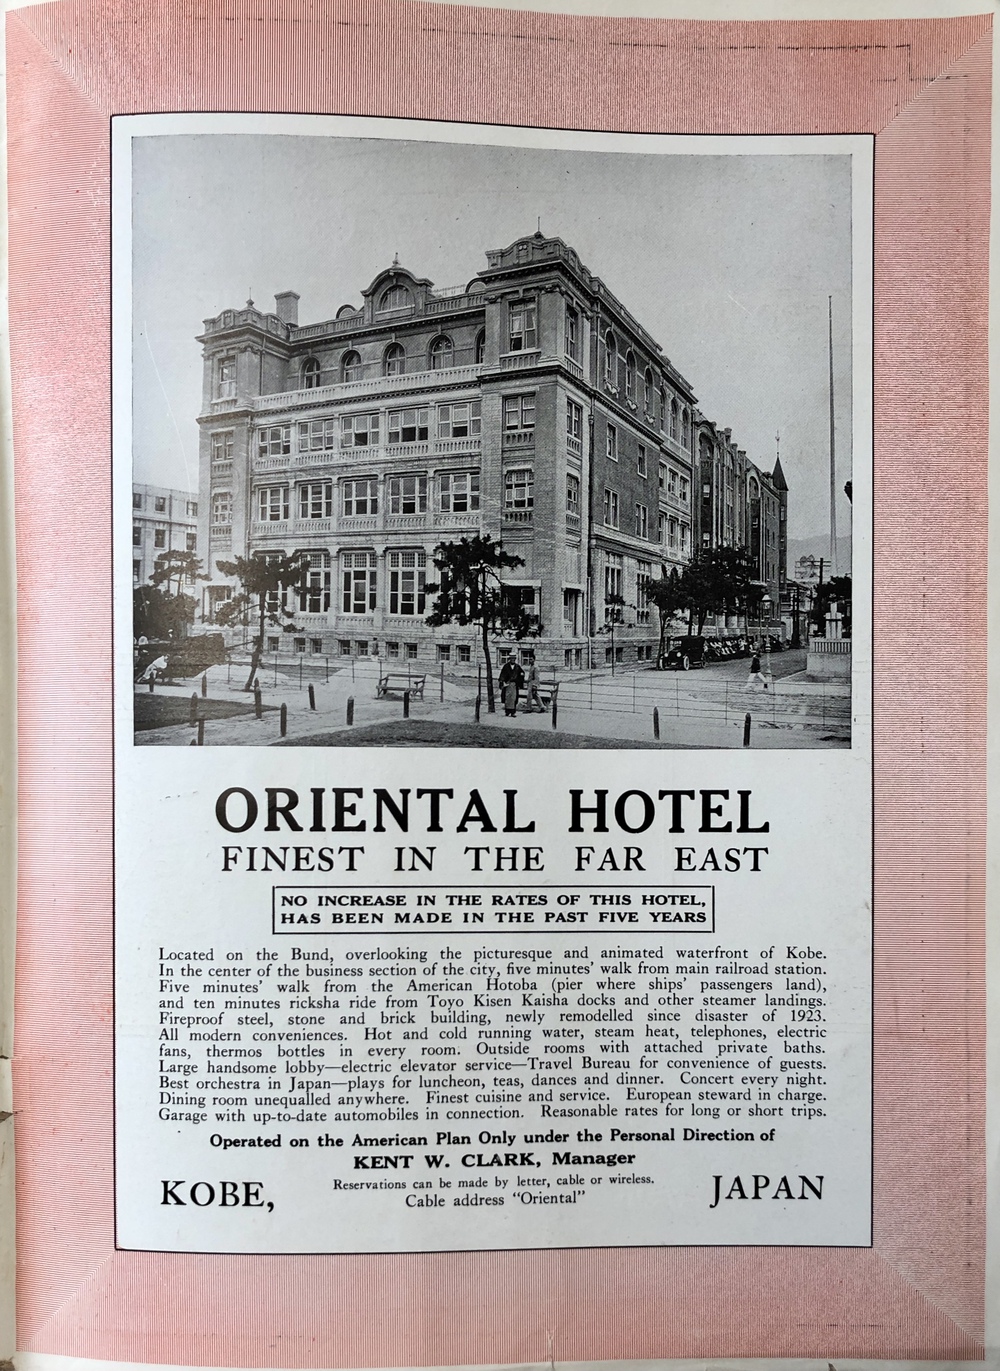 ORIENTAL HOTEL
FINEST IN THE FAR EAST
NO INCREASE IN THE RATES OF THIS HOTEL,
HAS BEEN MADE IN THE PAST FIVE YEARS
Located on the Bund, overlooking the picturesque and animated waterfront of Kobe.
In the center of the business section of the city, five minutes' walk from main railroad station.
Five minutes' walk from the American Hotoba (pier where ships' passengers land),
and ten minutes ricksha ride from Toyo Kisen Kaisha docks and other steamer landings.
Fireproof steel, stone and brick building, newly remodelled since disaster of 1923.
All modern conveniences. Hot and cold running water, steam heat, telephones, electric
fans, thermos bottles in every room. Outside rooms with attached private baths.
Large handsome lobby—electric elevator service—Travel Bureau for convenience of guests.
Best orchestra in Japan—plays for luncheon, teas, dances and dinner. Concert every night.
Dining room unequalled anywhere. Finest cuisine and service. European steward in charge.
Garage with up-to-date automobiles in connection. Reasonable rates for long or short trips.
Operated on the American Plan Only under the Personal Direction of
KENT W. CLARK, Manager
Reservations can be made by letter, cable or wireless.
Cable address "Oriental"
KOBE, JAPAN